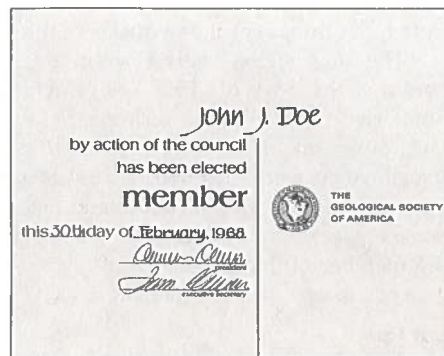 John J. Doe
by action of the council
has been elected
member
this 30th day of February, 1968
president
executive secretary
THE
GEOLOGICAL SOCIETY
OF AMERICA